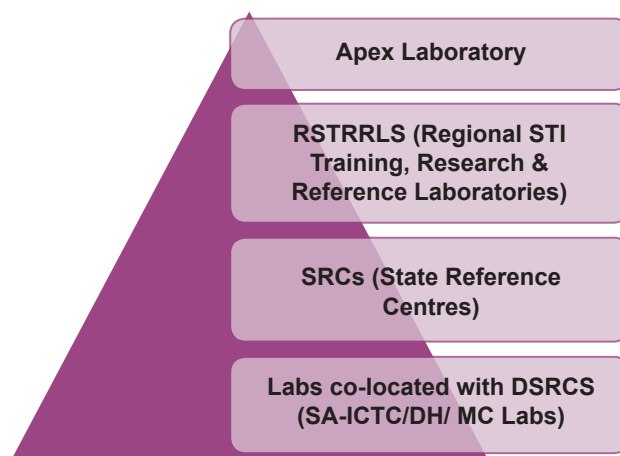 Apex Laboratory
RSTRRLS (Regional STI
Training, Research &
Reference Laboratories)
SRCs (State Reference
Centres)
Labs co-located with DSRCS
(SA-ICTC/DH/ MC Labs)